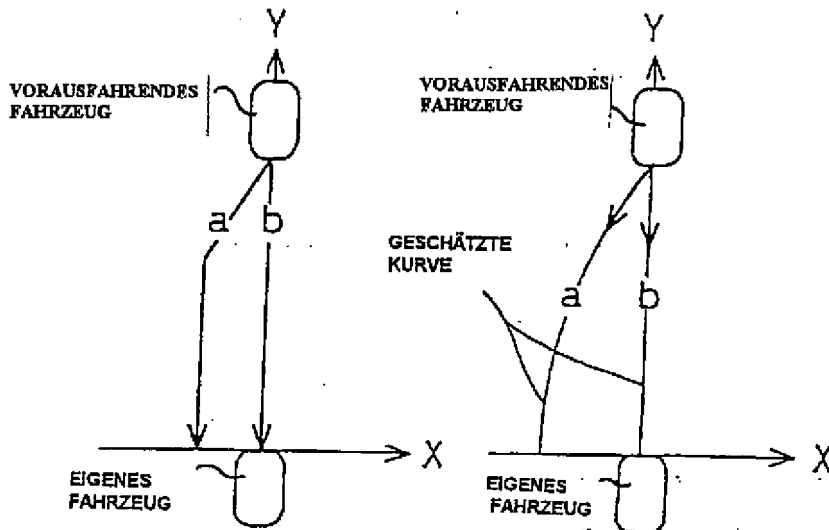 Y
VORAUSFAHRENDES
FAHRZEUG
a b
X
EIGENES
FAHRZEUG
Y
VORAUSFAHRENDES
FAHRZEUG
GESCHÄTZTE
KURVE
a b
X
EIGENES
FAHRZEUG